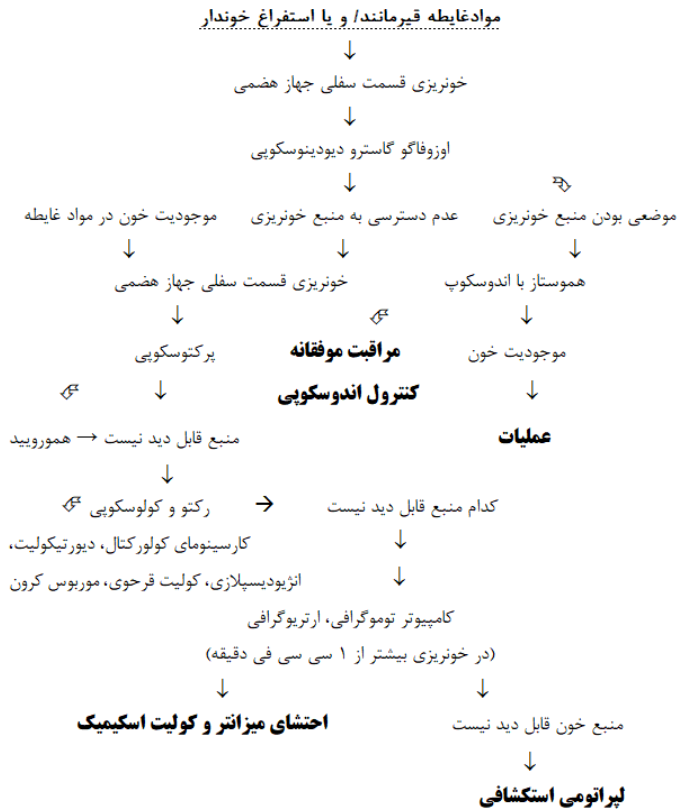 موادغایطه قیرمانند/ و یا استفراغ خوندار
↓
خونریزی قسمت سفلی جهاز هضمی
↓
اوزوفاگو گاسترو دیودینوسکوپی
↓
موضعی بودن منبع خونریزی عدم دسترسی به منبع خونریزی موجودیت خون در مواد غایطه
↓ ↓ ↓
هموستاز با اندوسکوپ خونریزی قسمت سفلی جهاز هضمی
↓ ↓
موجودیت خون مراقبت موفقانه پرکتوسکوپی
↓ کنترول اندوسکوپی ↓
عملیات منبع قابل دید نیست → هموروییید
↓
کدام منبع قابل دید نیست → رکتو و کولوسکوپی
↓ کارسینومای کولورکتال، دیورتیکولیت،
↓ انژیودیسپلازی، کولیت قرحوی، موربوس کرون
کامپیوتر توموگرافی، ارتریوگرافی
(در خونریزی بیشتر از ۱ سی سی فی دقیقه)
↓ ↓
منبع خون قابل دید نیست احتشای میزانتر و کولیت اسکیمیک
↓
لپراتومی استکشافی